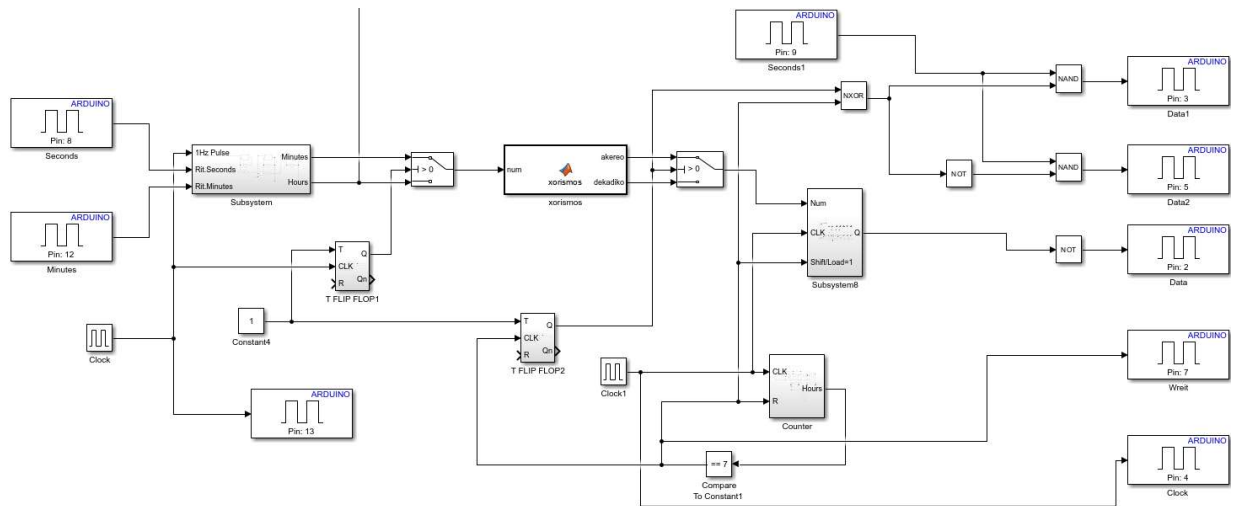 ARDUINO
Pin: 9
Seconds1
ARDUINO
Pin: 3
Data1
NAND
NXOR
ARDUINO
Pin: 8
Seconds
1Hz Pulse
Rit.Seconds
Rit.Minutes
Minutes
Hours
Subsystem
> 0
num
xorismos
akereo
dekadiko
xorismos
> 0
NOT
NAND
ARDUINO
Pin: 5
Data2
ARDUINO
Pin: 12
Minutes
Num
CLK
Shift/Load=1
Q
Subsystem8
NOT
ARDUINO
Pin: 2
Data
T
CLK
R
Q
Qn
T FLIP FLOP1
1
Constant4
T
CLK
R
Q
Qn
T FLIP FLOP2
Clock
Clock1
CLK
R
Hours
Counter
ARDUINO
Pin: 7
Wreit
ARDUINO
Pin: 13
== 7
Compare
To Constant1
ARDUINO
Pin: 4
Clock